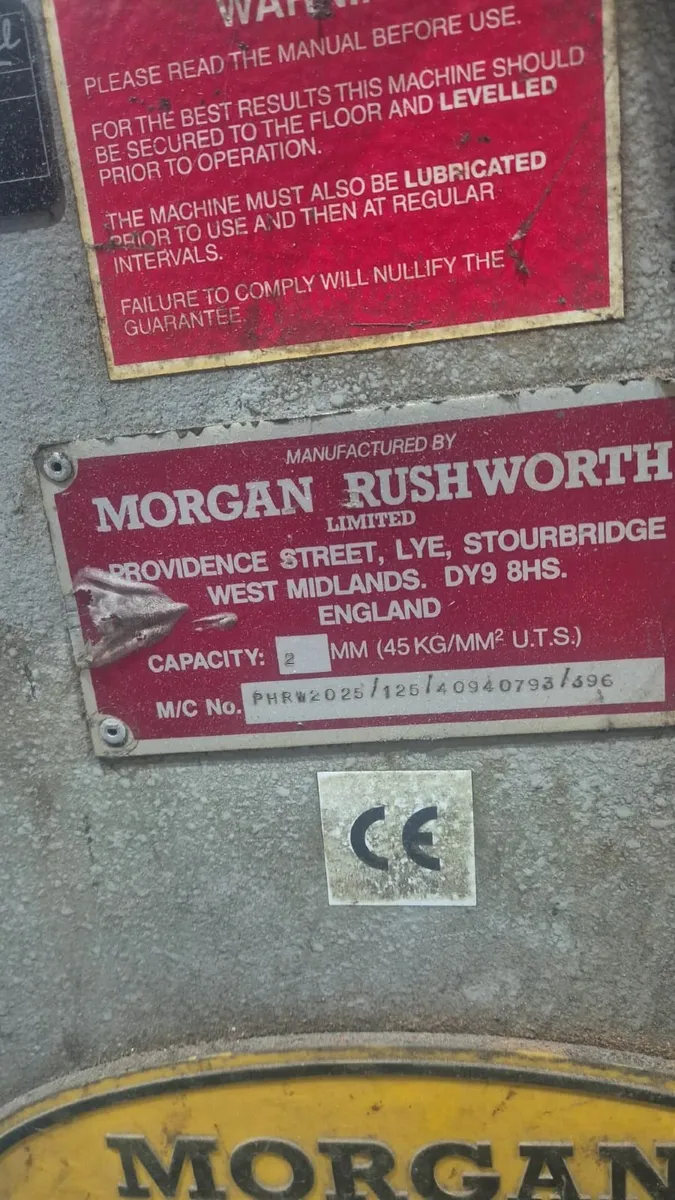 PLEASE READ THE MANUAL BEFORE USE.
FOR THE BEST RESULTS THIS MACHINE SHOULD
BE SECURED TO THE FLOOR AND LEVELLED
PRIOR TO OPERATION.
THE MACHINE MUST ALSO BE LUBRICATED
PRIOR TO USE AND THEN AT REGULAR
INTERVALS.
FAILURE TO COMPLY WILL NULLIFY THE
GUARANTEE
MANUFACTURED BY
MORGAN RUSHWORTH
LIMITED
PROVIDENCE STREET, LYE, STOURBRIDGE
WEST MIDLANDS. DY9 8HS.
ENGLAND
CAPACITY: 2 MM (45 KG/MM² U.T.S.)
M/C No. PHRW2025/125/40940793/396
CE
MORGAN